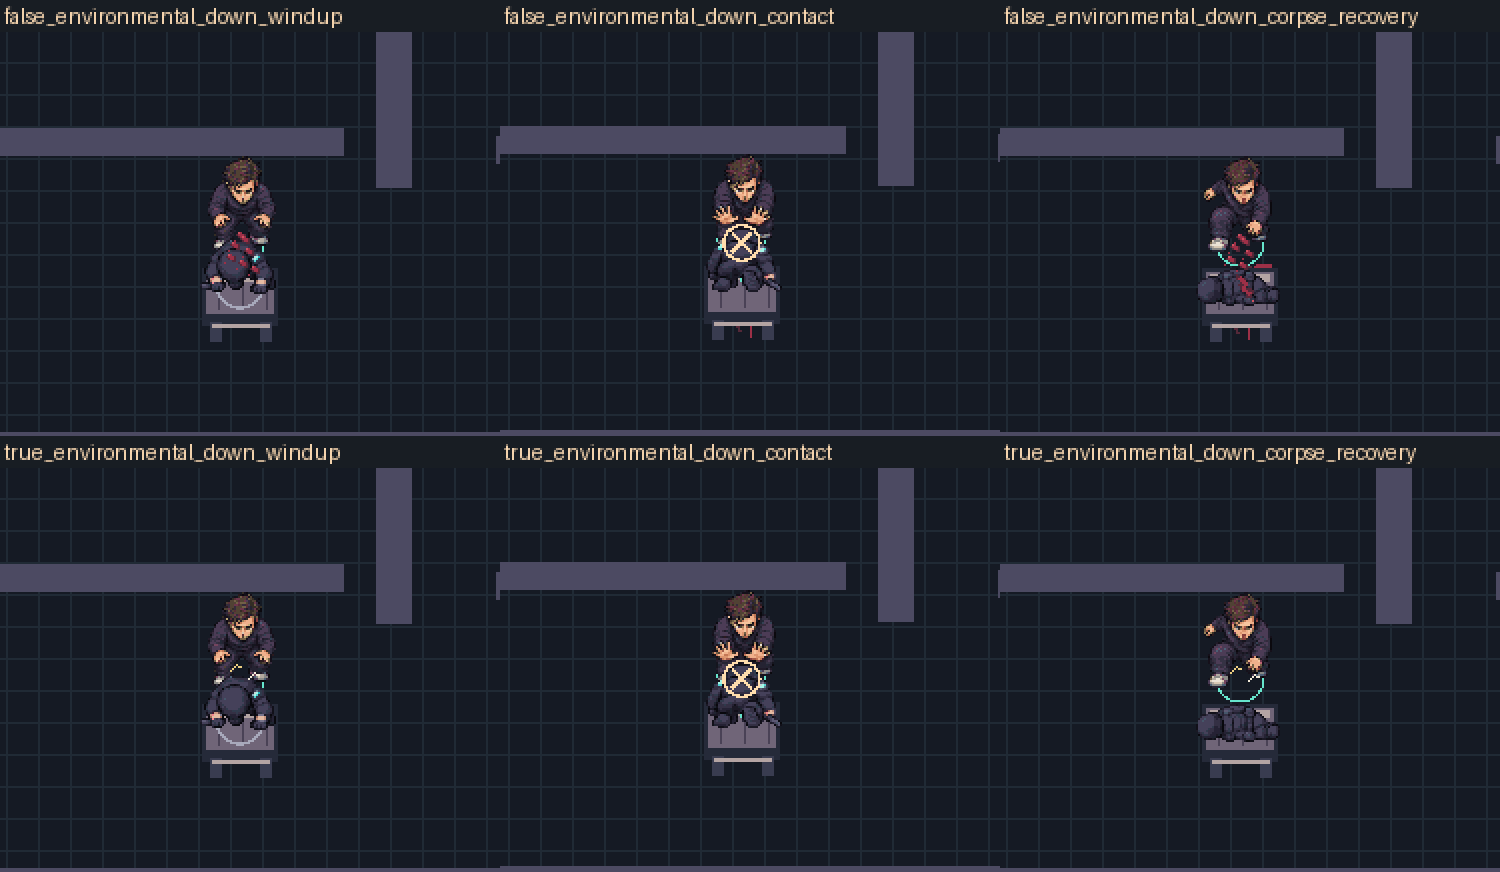 false_environmental_down_windup
false_environmental_down_contact
false_environmental_down_corpse_recovery
true_environmental_down_windup
true_environmental_down_contact
true_environmental_down_corpse_recovery